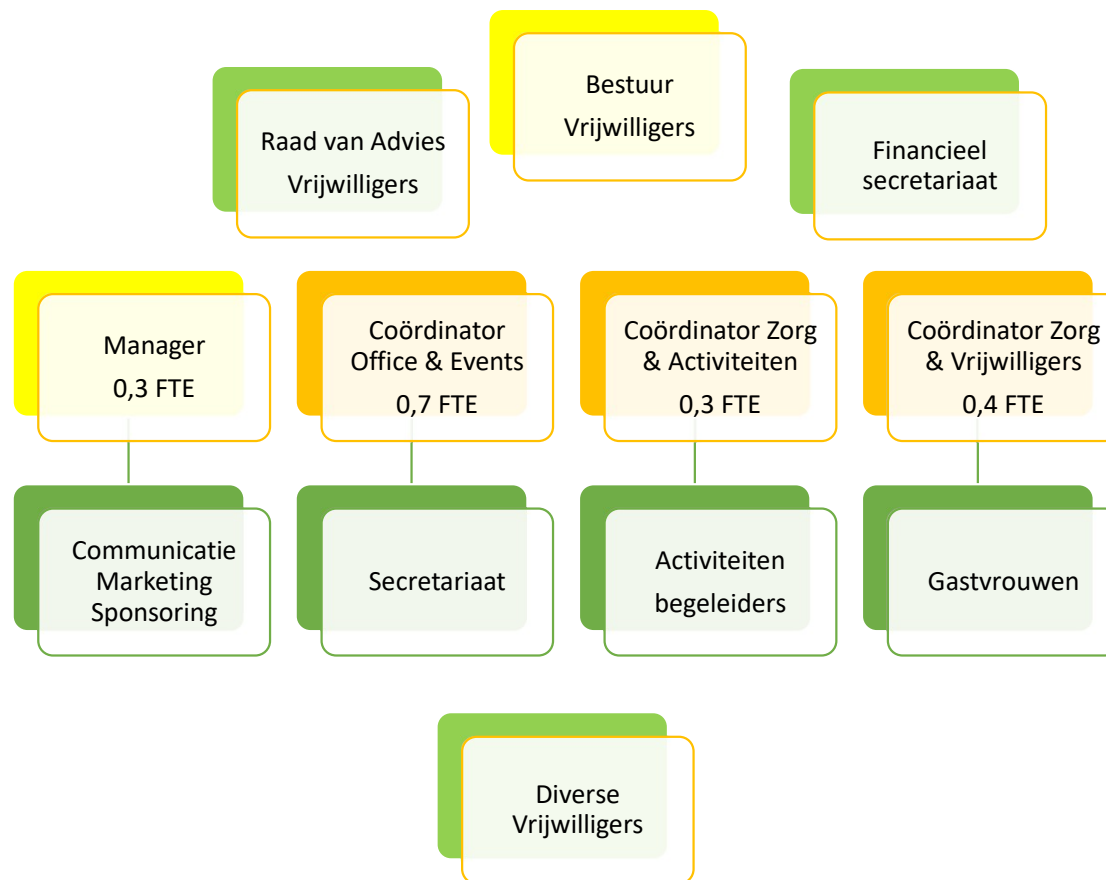 Bestuur
Vrijwilligers
Raad van Advies
Vrijwilligers
Financieel
secretariaat
Manager
0,3 FTE
Coördinator
Office & Events
0,7 FTE
Coördinator Zorg
& Activiteiten
0,3 FTE
Coördinator Zorg
& Vrijwilligers
0,4 FTE
Communicatie
Marketing
Sponsoring
Secretariaat
Activiteiten
begeleiders
Gastvrouwen
Diverse
Vrijwilligers